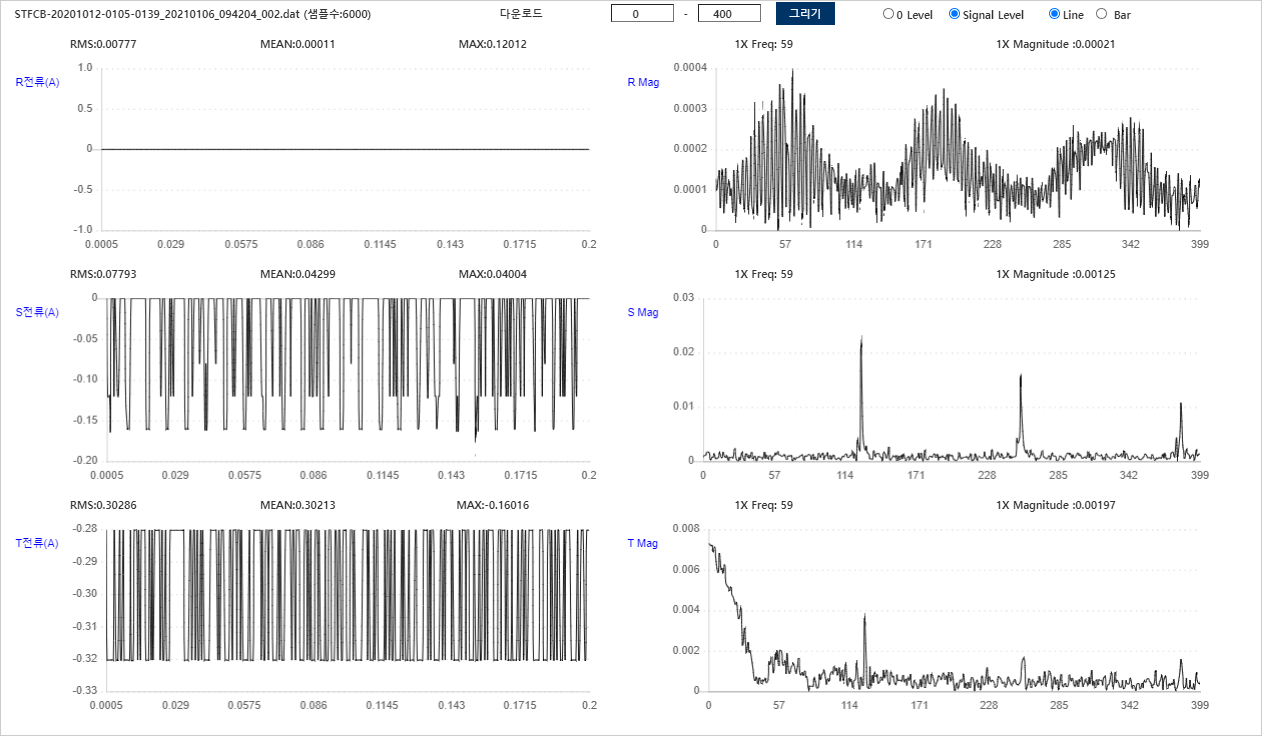 STFCB-20201012-0105-0139_20210106_094204_002.dat (샘플수:6000) 다운로드 0 - 400 그리기 0 Level Signal Level Line Bar
RMS:0.00777 MEAN:0.00011 MAX:0.12012 1X Freq: 59 1X Magnitude :0.00021
R전류(A)
1.0
0.5
0
-0.5
-1.0
0.0005 0.029 0.0575 0.086 0.1145 0.143 0.1715 0.2
R Mag
0.0004
0.0003
0.0002
0.0001
0
0 57 114 171 228 285 342 399
RMS:0.07793 MEAN:0.04299 MAX:0.04004 1X Freq: 59 1X Magnitude :0.00125
S전류(A)
0
-0.05
-0.10
-0.15
-0.20
0.0005 0.029 0.0575 0.086 0.1145 0.143 0.1715 0.2
S Mag
0.03
0.02
0.01
0
0 57 114 171 228 285 342 399
RMS:0.30286 MEAN:0.30213 MAX:-0.16016 1X Freq: 59 1X Magnitude :0.00197
T전류(A)
-0.28
-0.29
-0.30
-0.31
-0.32
-0.33
0.0005 0.029 0.0575 0.086 0.1145 0.143 0.1715 0.2
T Mag
0.008
0.006
0.004
0.002
0
0 57 114 171 228 285 342 399